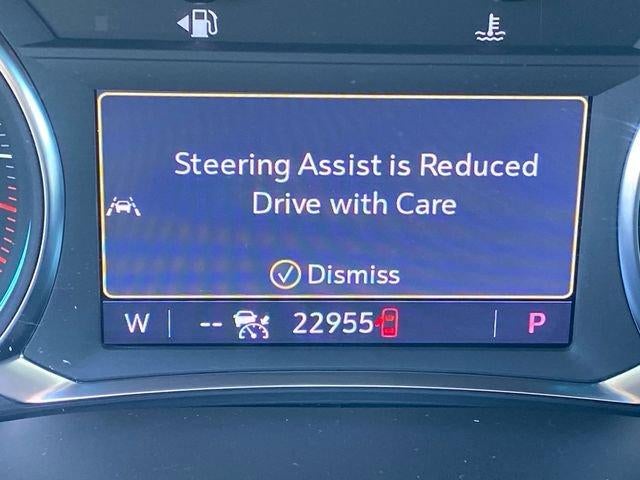 Steering Assist is Reduced
Drive with Care
Dismiss
W -- 22955 P